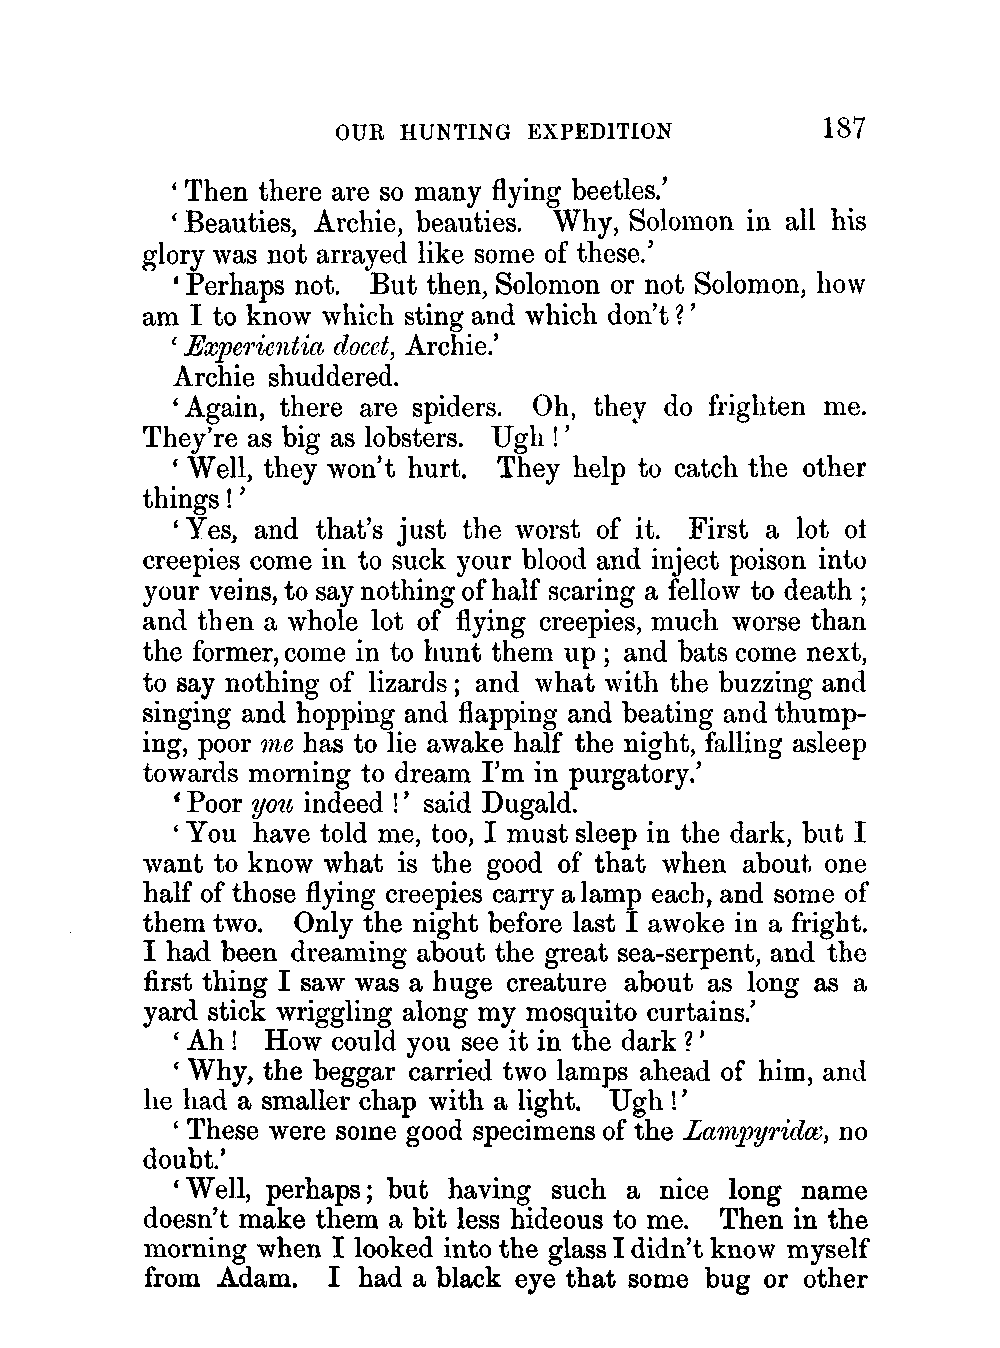 OUR HUNTING EXPEDITION 187
‘Then there are so many flying beetles.’
‘Beauties, Archie, beauties. Why, Solomon in all his
glory was not arrayed like some of these.’
‘Perhaps not. But then, Solomon or not Solomon, how
am I to know which sting and which don’t?’
‘Experientia docet, Archie.’
Archie shuddered.
‘Again, there are spiders. Oh, they do frighten me.
They’re as big as lobsters. Ugh!’
‘Well, they won’t hurt. They help to catch the other
things!’
‘Yes, and that’s just the worst of it. First a lot of
creepies come in to suck your blood and inject poison into
your veins, to say nothing of half scaring a fellow to death;
and then a whole lot of flying creepies, much worse than
the former, come in to hunt them up; and bats come next,
to say nothing of lizards; and what with the buzzing and
singing and hopping and flapping and beating and thump-
ing, poor me has to lie awake half the night, falling asleep
towards morning to dream I’m in purgatory.’
‘Poor you indeed!’ said Dugald.
‘You have told me, too, I must sleep in the dark, but I
want to know what is the good of that when about one
half of those flying creepies carry a lamp each, and some of
them two. Only the night before last I awoke in a fright.
I had been dreaming about the great sea-serpent, and the
first thing I saw was a huge creature about as long as a
yard stick wriggling along my mosquito curtains.’
‘Ah! How could you see it in the dark?’
‘Why, the beggar carried two lamps ahead of him, and
he had a smaller chap with a light. Ugh!’
‘These were some good specimens of the Lampyridæ, no
doubt.’
‘Well, perhaps; but having such a nice long name
doesn’t make them a bit less hideous to me. Then in the
morning when I looked into the glass I didn’t know myself
from Adam. I had a black eye that some bug or other